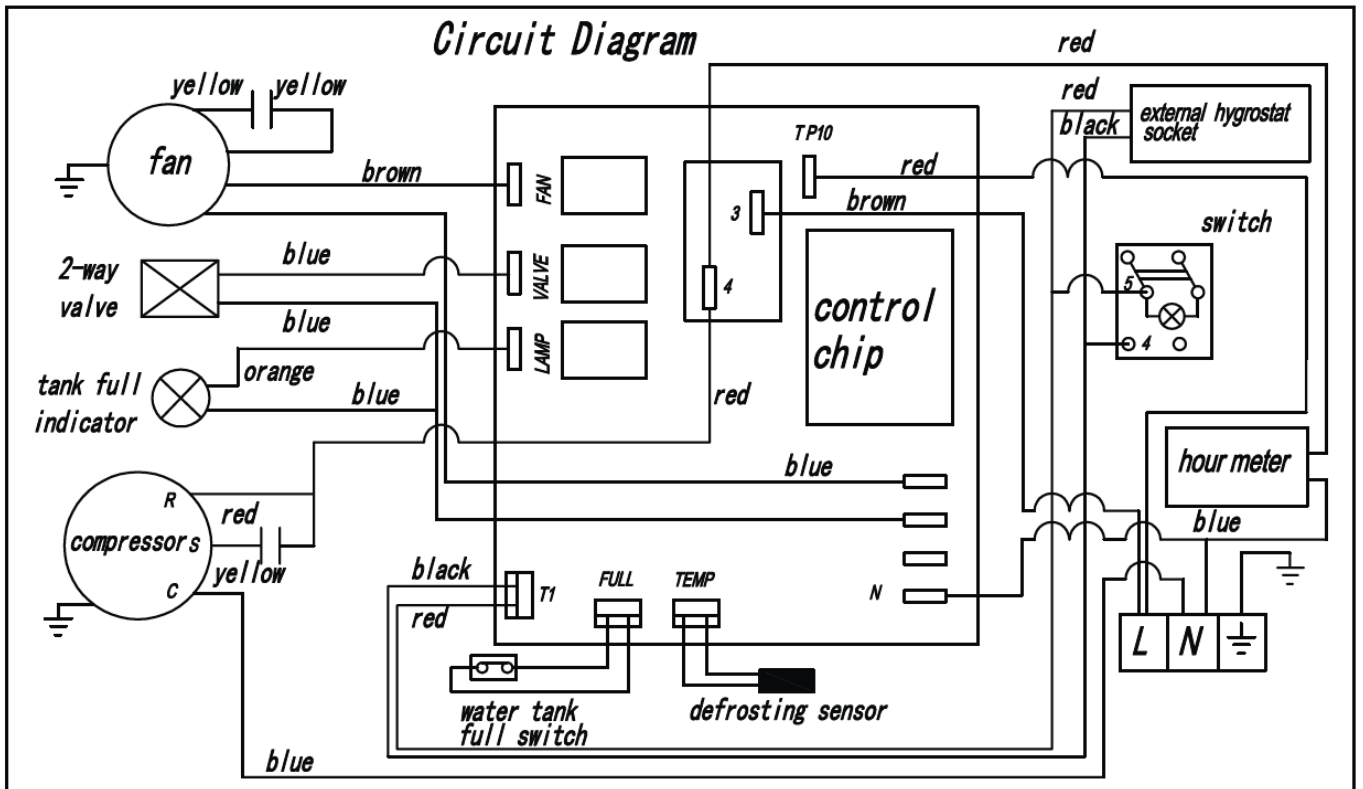 Circuit Diagram
red
yellow
yellow
red
external hygrostat
socket
black
TP10
fan
red
brown
FAN
brown
3
switch
2-way
valve
blue
VALVE
4
5
control
chip
blue
LAMP
4
tank full
indicator
orange
blue
red
hour meter
blue
R
red
compressors
blue
yellow
C
black
T1
FULL
TEMP
N
red
L
N
water tank
full switch
defrosting sensor
blue